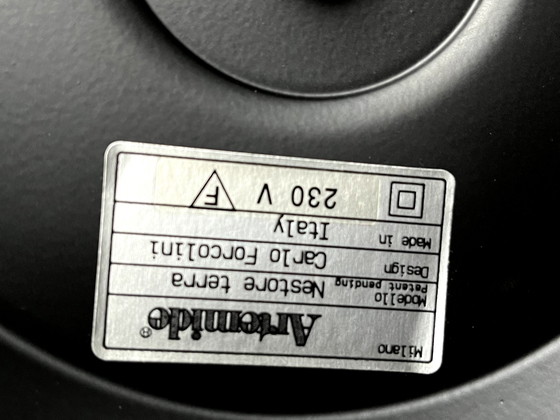 Milano Artemide®
Modello Patent pending Nestore terra
Design Carlo Forcolini
Made in Italy
230 V F